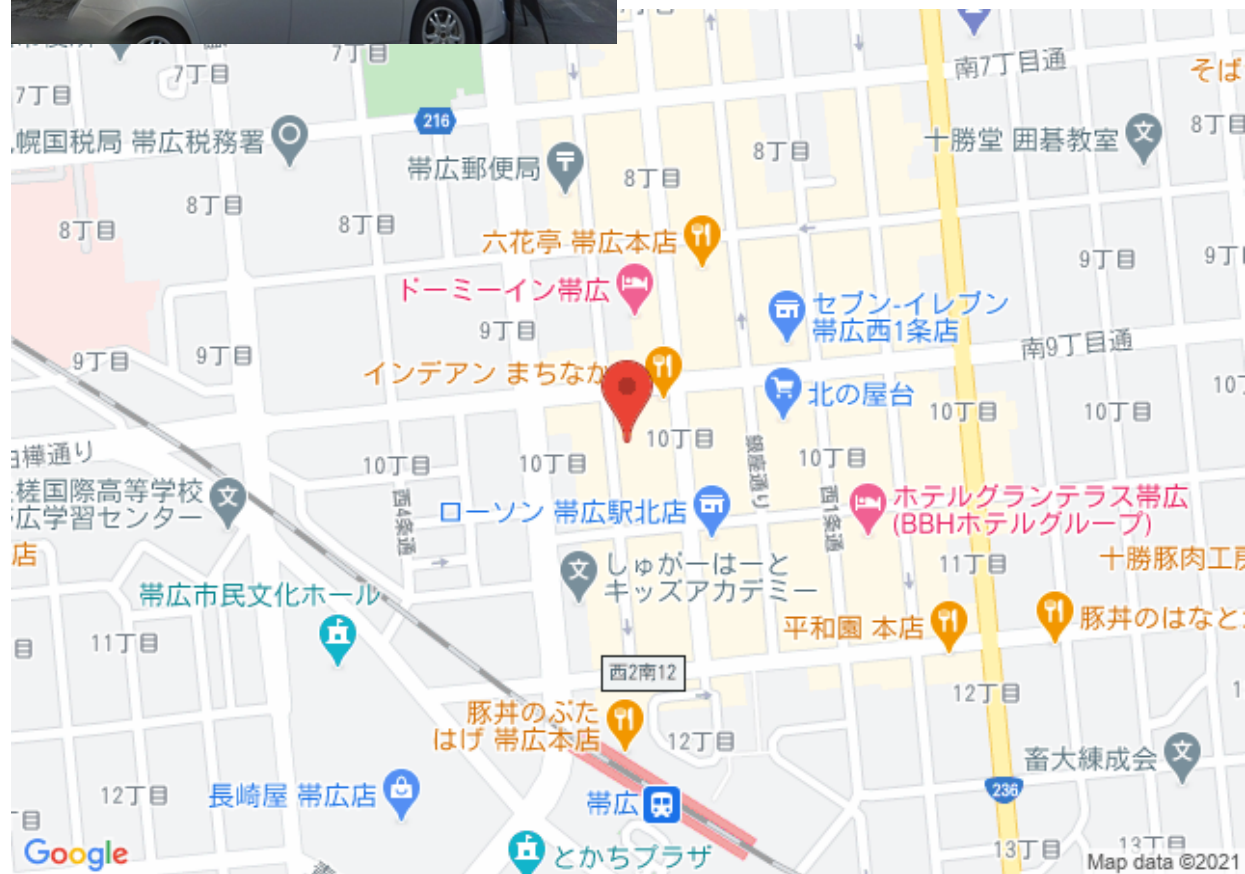 7丁目
7丁目
7丁目
南7丁目通
そば
216
幌国税局 帯広税務署
帯広郵便局
8丁目
8丁目
十勝堂 囲碁教室
8丁目
8丁目
8丁目
8丁目
六花亭 帯広本店
9丁目
9丁
ドーミーイン帯広
セブン-イレブン
帯広西1条店
9丁目
9丁目
9丁目
南9丁目通
インデアン まちなか
北の屋台
10丁目
10丁目
10丁
樺通り
10丁目
10丁目
10丁目
10丁目
銀座通り
西4条通
西1条通
槎国際高等学校
広学習センター
ローソン 帯広駅北店
ホテルグランテラス帯広
(BBHホテルグループ)
店
しゅがーはーと
キッズアカデミー
11丁目
十勝豚肉工房
帯広市民文化ホール
平和園 本店
豚丼のはなと
目
11丁目
西2南12
12丁目
1
豚丼のぶた
はげ 帯広本店
12丁目
畜大練成会
12丁目
長崎屋 帯広店
帯広
236
目
Google
とかちプラザ
13丁目
13丁目
Map data ©2021